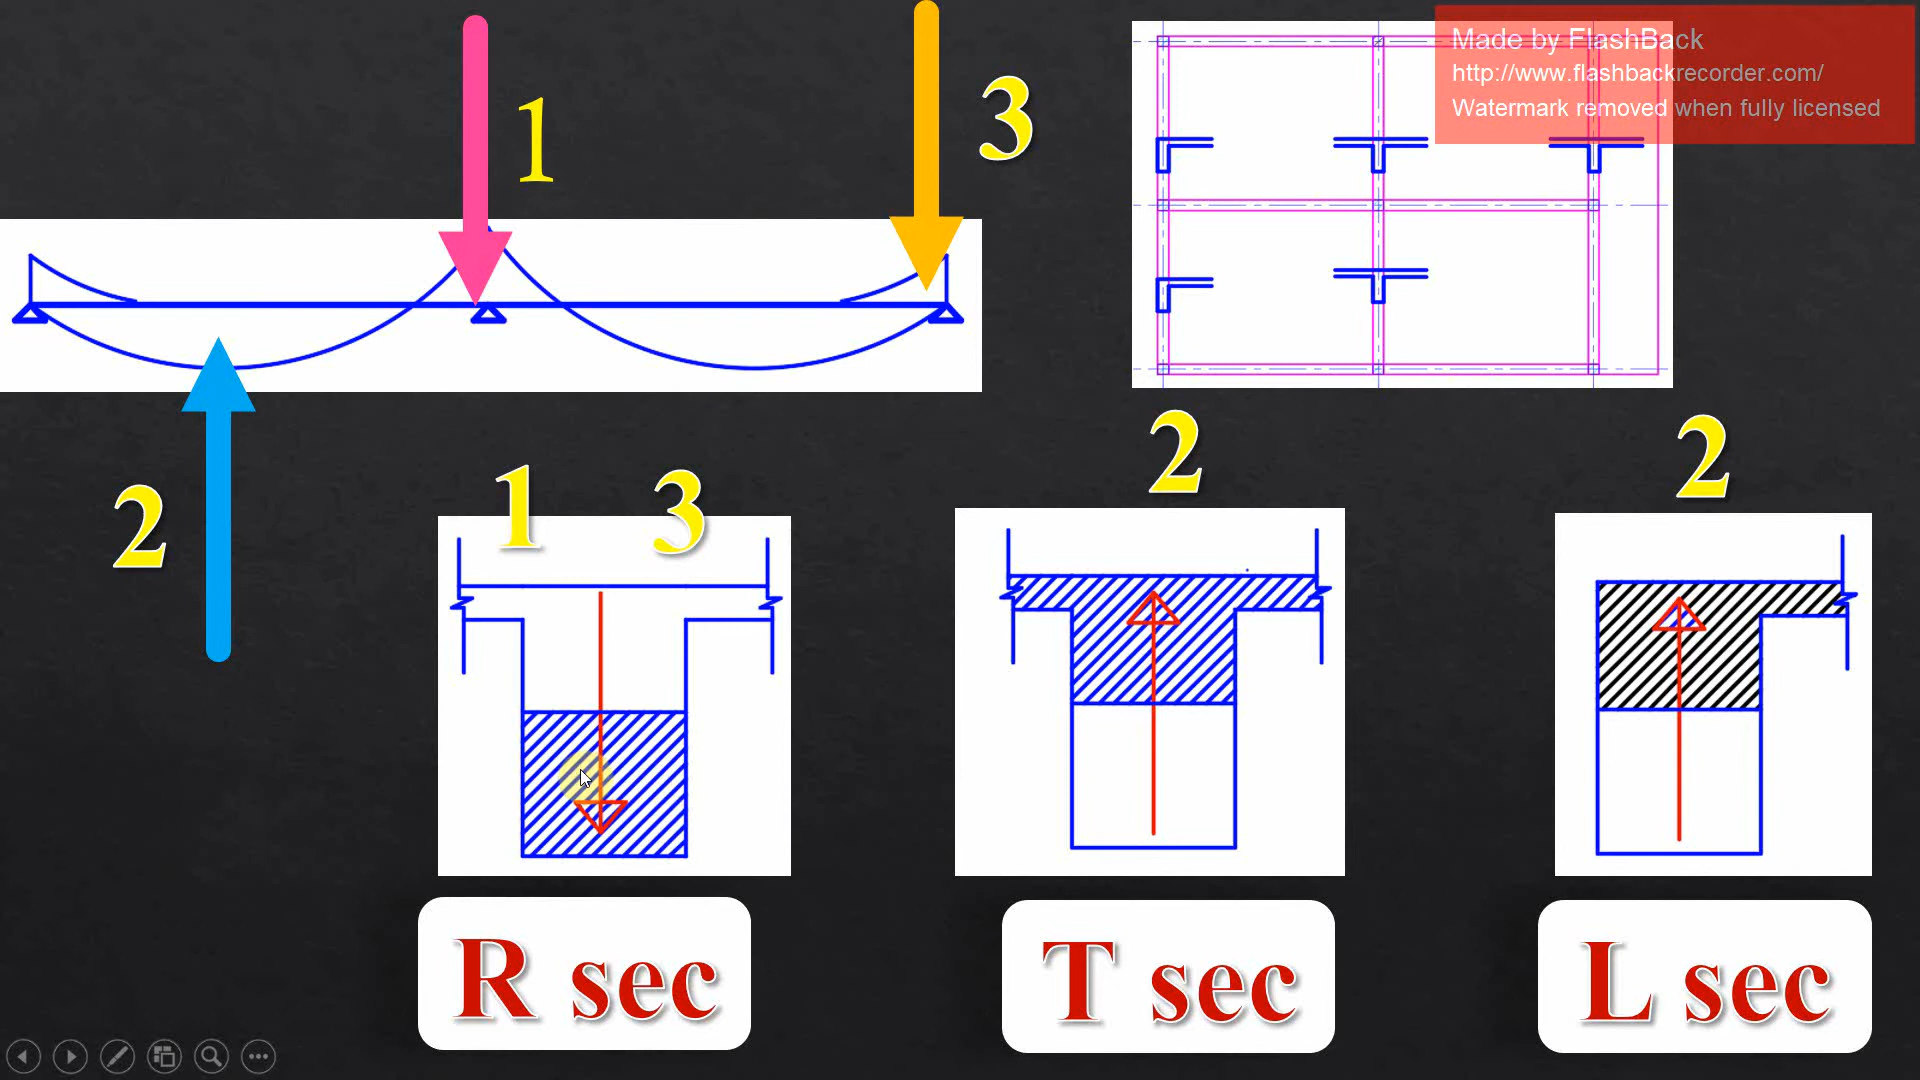 Made by FlashBack
http://www.flashbackrecorder.com/
Watermark removed when fully licensed
1
3
2
1 3
2
2
R sec
T sec
L sec